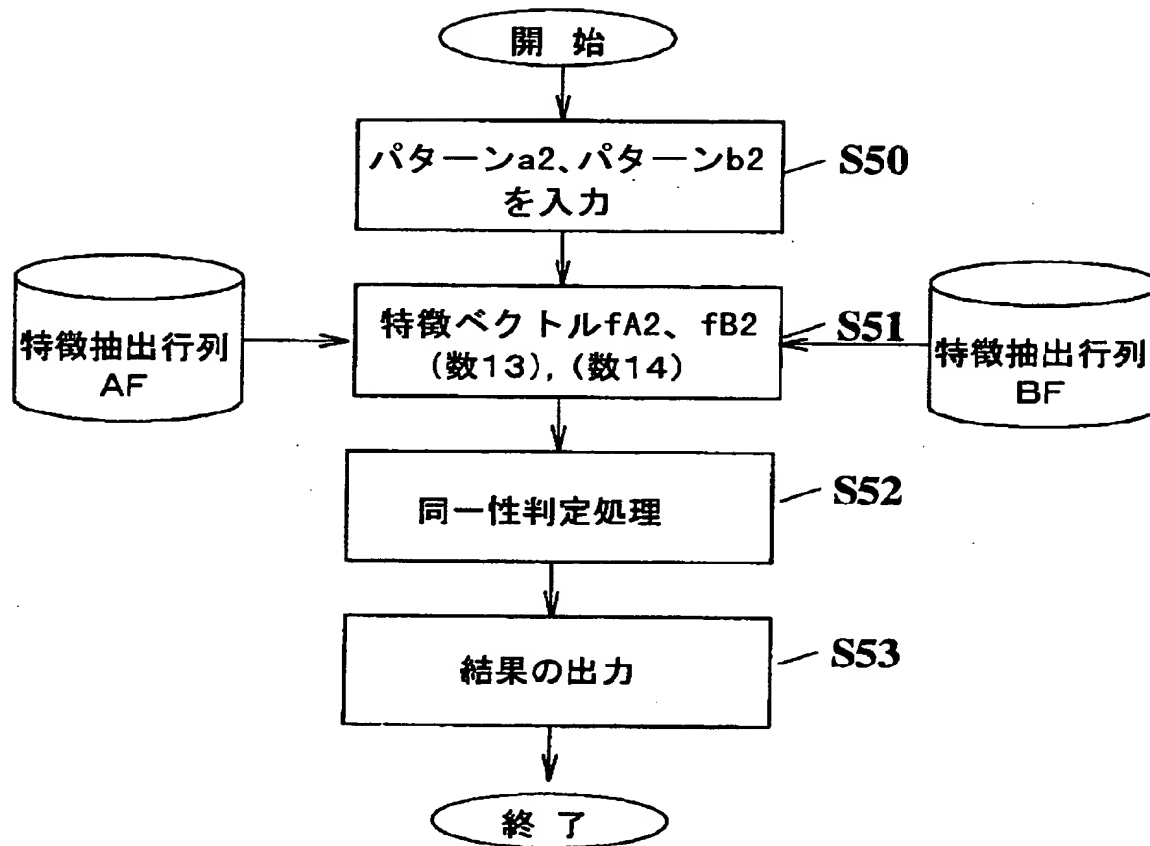 開 始
パターンa2、パターンb2
を入力
S50
特徴抽出行列
AF
特徴ベクトルfA2、fB2
(数13),(数14)
S51
特徴抽出行列
BF
同一性判定処理
S52
結果の出力
S53
終 了